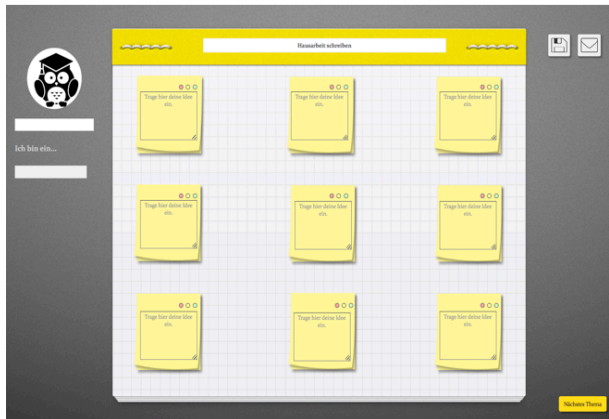 Hausarbeit schreiben
Ich bin ein...
Trage hier deine Idee
ein.
Trage hier deine Idee
ein.
Trage hier deine Idee
ein.
Trage hier deine Idee
ein.
Trage hier deine Idee
ein.
Trage hier deine Idee
ein.
Trage hier deine Idee
ein.
Trage hier deine Idee
ein.
Trage hier deine Idee
ein.
Nächstes Thema